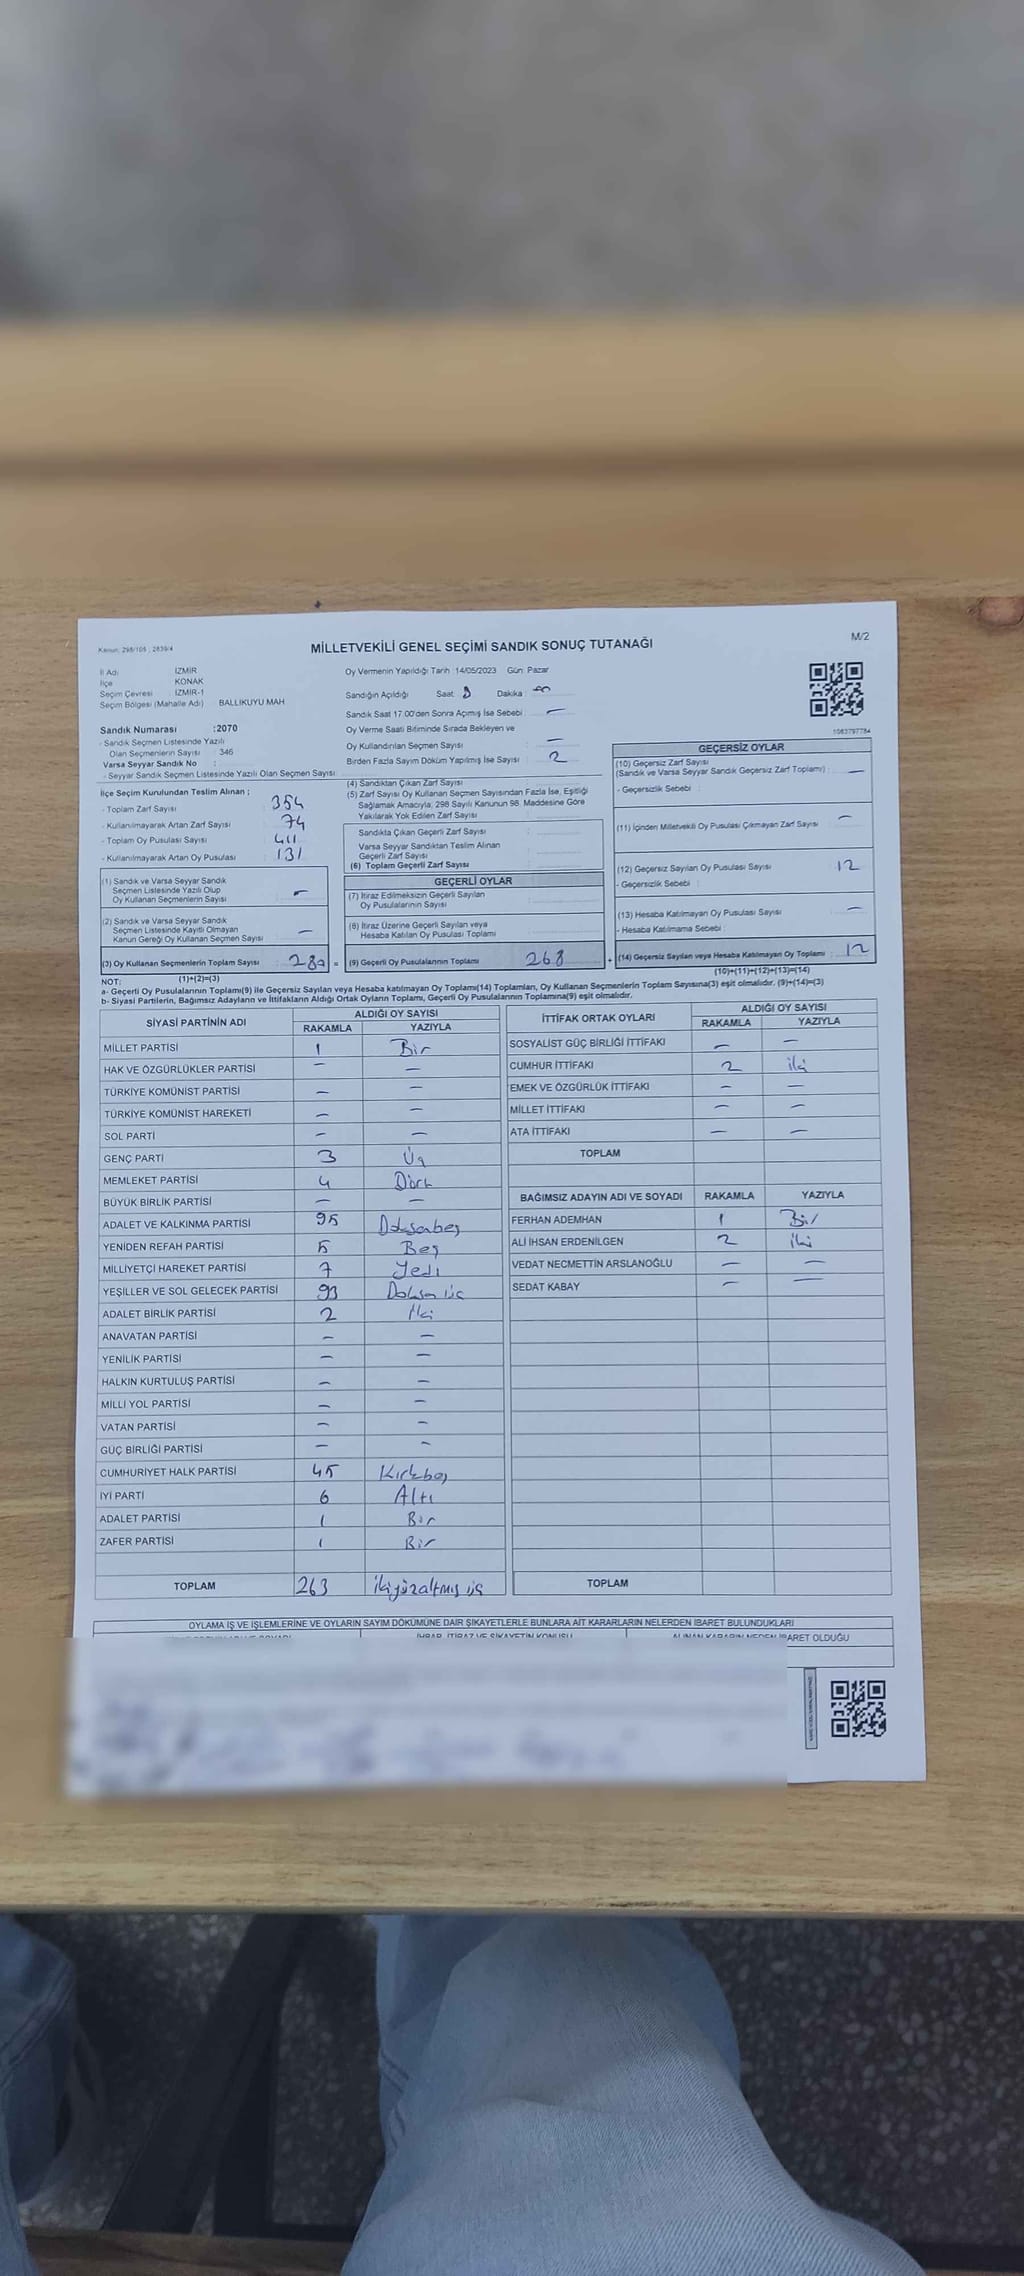 Kanun: 298/105 ; 2839/4
MİLLETVEKİLİ GENEL SEÇİMİ SANDIK SONUÇ TUTANAĞI
M/2
İl Adı İZMİR
İlçe KONAK
Seçim Çevresi İZMİR-1
Seçim Bölgesi (Mahalle Adı) BALLIKUYU MAH
Sandık Numarası :2070
- Sandık Seçmen Listesinde Yazılı
Olan Seçmenlerin Sayısı : 346
Varsa Seyyar Sandık No :
- Seyyar Sandık Seçmen Listesinde Yazılı Olan Seçmen Sayısı :
Oy Vermenin Yapıldığı Tarih :14/05/2023 Gün: Pazar
Sandığın Açıldığı Saat : 8 Dakika : 00
Sandık Saat 17:00'den Sonra Açılmış İse Sebebi : —
Oy Verme Saati Bitiminde Sırada Bekleyen ve
Oy Kullandırılan Seçmen Sayısı : —
Birden Fazla Sayım Döküm Yapılmış İse Sayısı : 2
1083797784
İlçe Seçim Kurulundan Teslim Alınan ;
- Toplam Zarf Sayısı : 354
- Kullanılmayarak Artan Zarf Sayısı : 74
- Toplam Oy Pusulası Sayısı : 411
- Kullanılmayarak Artan Oy Pusulası : 131
(1) Sandık ve Varsa Seyyar Sandık
Seçmen Listesinde Yazılı Olup
Oy Kullanan Seçmenlerin Sayısı : —
(2) Sandık ve Varsa Seyyar Sandık
Seçmen Listesinde Kayıtlı Olmayan
Kanun Gereği Oy Kullanan Seçmen Sayısı : —
(3) Oy Kullanan Seçmenlerin Toplam Sayısı : 280 =
(4) Sandıktan Çıkan Zarf Sayısı :
(5) Zarf Sayısı Oy Kullanan Seçmen Sayısından Fazla İse, Eşitliği
Sağlamak Amacıyla; 298 Sayılı Kanunun 98. Maddesine Göre
Yakılarak Yok Edilen Zarf Sayısı :
Sandıkta Çıkan Geçerli Zarf Sayısı :
Varsa Seyyar Sandıktan Teslim Alınan
Geçerli Zarf Sayısı :
(6) Toplam Geçerli Zarf Sayısı :
GEÇERLİ OYLAR
(7) İtiraz Edilmeksizin Geçerli Sayılan
Oy Pusulalarının Sayısı :
(8) İtiraz Üzerine Geçerli Sayılan veya
Hesaba Katılan Oy Pusulası Toplamı :
(9) Geçerli Oy Pusulalarının Toplamı : 268 +
GEÇERSİZ OYLAR
(10) Geçersiz Zarf Sayısı
(Sandık ve Varsa Seyyar Sandık Geçersiz Zarf Toplamı) : —
- Geçersizlik Sebebi :
(11) İçinden Milletvekili Oy Pusulası Çıkmayan Zarf Sayısı : —
(12) Geçersiz Sayılan Oy Pusulası Sayısı : 12
- Geçersizlik Sebebi :
(13) Hesaba Katılmayan Oy Pusulası Sayısı : —
- Hesaba Katılmama Sebebi :
(14) Geçersiz Sayılan veya Hesaba Katılmayan Oy Toplamı : 12
NOT: (1)+(2)=(3) (10)+(11)+(12)+(13)=(14)
a- Geçerli Oy Pusulalarının Toplamı(9) ile Geçersiz Sayılan veya Hesaba Katılmayan Oy Toplamı(14) Toplamları, Oy Kullanan Seçmenlerin Toplam Sayısına(3) eşit olmalıdır. (9)+(14)=(3)
b- Siyasi Partilerin, Bağımsız Adayların ve İttifakların Aldığı Ortak Oyların Toplamı, Geçerli Oy Pusulalarının Toplamına(9) eşit olmalıdır.
SİYASİ PARTİNİN ADI ALDIĞI OY SAYISI
RAKAMLA YAZIYLA
MİLLET PARTİSİ 1 Bir
HAK VE ÖZGÜRLÜKLER PARTİSİ — —
TÜRKİYE KOMÜNİST PARTİSİ — —
TÜRKİYE KOMÜNİST HAREKETİ — —
SOL PARTİ — —
GENÇ PARTİ 3 Üç
MEMLEKET PARTİSİ 4 Dört
BÜYÜK BİRLİK PARTİSİ — —
ADALET VE KALKINMA PARTİSİ 95 Doksanbeş
YENİDEN REFAH PARTİSİ 5 Beş
MİLLİYETÇİ HAREKET PARTİSİ 7 Yedi
YEŞİLLER VE SOL GELECEK PARTİSİ 93 Doksan üç
ADALET BİRLİK PARTİSİ 2 İki
ANAVATAN PARTİSİ — —
YENİLİK PARTİSİ — —
HALKIN KURTULUŞ PARTİSİ — —
MİLLİ YOL PARTİSİ — —
VATAN PARTİSİ — —
GÜÇ BİRLİĞİ PARTİSİ — —
CUMHURİYET HALK PARTİSİ 45 Kırkbeş
İYİ PARTİ 6 Altı
ADALET PARTİSİ 1 Bir
ZAFER PARTİSİ 1 Bir
TOPLAM 263 İkiyüzaltmış üç
İTTİFAK ORTAK OYLARI ALDIĞI OY SAYISI
RAKAMLA YAZIYLA
SOSYALİST GÜÇ BİRLİĞİ İTTİFAKI — —
CUMHUR İTTİFAKI 2 iki
EMEK VE ÖZGÜRLÜK İTTİFAKI — —
MİLLET İTTİFAKI — —
ATA İTTİFAKI — —
TOPLAM
BAĞIMSIZ ADAYIN ADI VE SOYADI RAKAMLA YAZIYLA
FERHAN ADEMHAN 1 Bir
ALİ İHSAN ERDENİLGEN 2 iki
VEDAT NECMETTİN ARSLANOĞLU — —
SEDAT KABAY — —
TOPLAM
OYLAMA İŞ VE İŞLEMLERİNE VE OYLARIN SAYIM DÖKÜMÜNE DAİR ŞİKAYETLERLE BUNLARA AİT KARARLARIN NELERDEN İBARET BULUNDUKLARI
İHBAR, İTİRAZ VE ŞİKAYETİN KONUSU ALINAN KARARIN NEDEN İBARET OLDUĞU